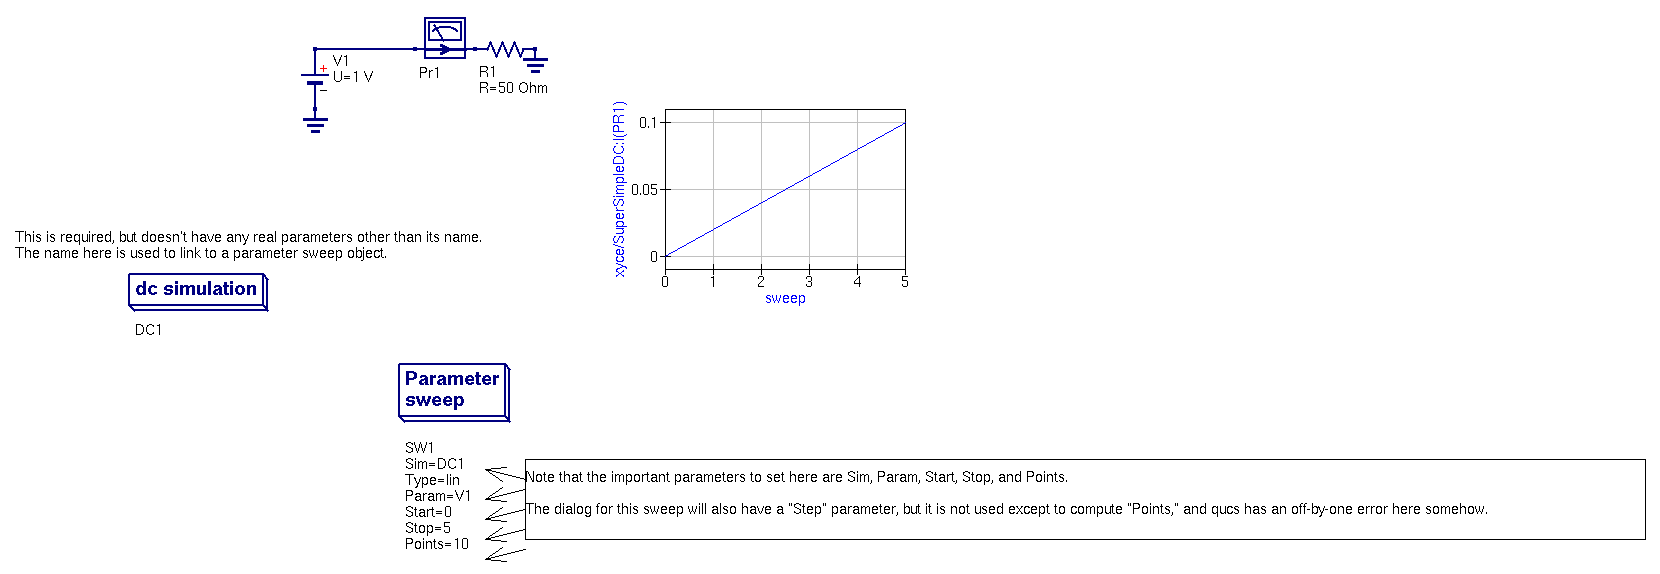 V1
U=1 V
Pr1
R1
R=50 Ohm
xyce/SuperSimpleDC:I(PR1)
0.1
0.05
0
0 1 2 3 4 5
sweep
This is required, but doesn't have any real parameters other than its name.
The name here is used to link to a parameter sweep object.
dc simulation
DC1
Parameter
sweep
SW1
Sim=DC1
Type=lin
Param=V1
Start=0
Stop=5
Points=10
Note that the important parameters to set here are Sim, Param, Start, Stop, and Points.
The dialog for this sweep will also have a "Step" parameter, but it is not used except to compute "Points," and qucs has an off-by-one error here somehow.